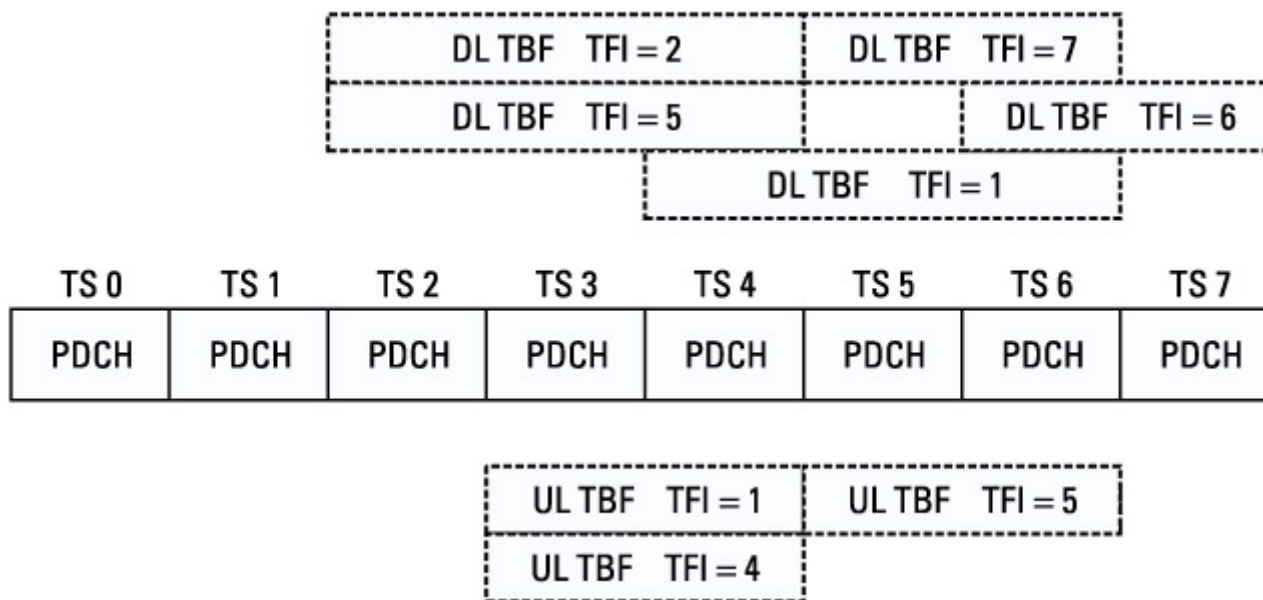 DL TBF TFI = 2 DL TBF TFI = 7
DL TBF TFI = 5 DL TBF TFI = 6
DL TBF TFI = 1
TS 0 TS 1 TS 2 TS 3 TS 4 TS 5 TS 6 TS 7
PDCH PDCH PDCH PDCH PDCH PDCH PDCH PDCH
UL TBF TFI = 1 UL TBF TFI = 5
UL TBF TFI = 4